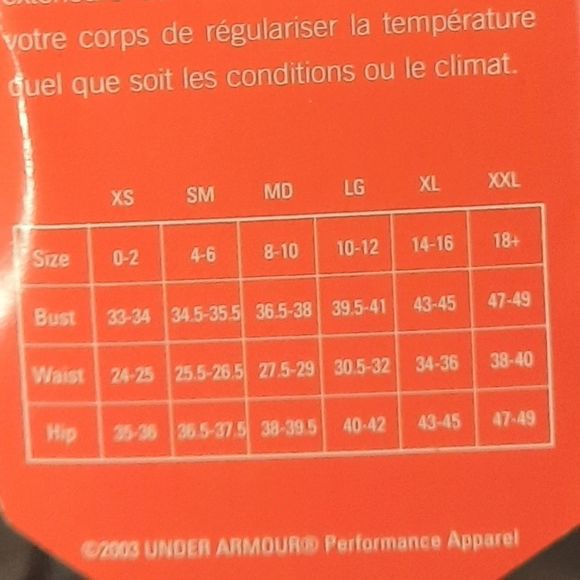 votre corps de régulariser la température
quel que soit les conditions ou le climat.
XS SM MD LG XL XXL
Size 0-2 4-6 8-10 10-12 14-16 18+
Bust 33-34 34.5-35.5 36.5-38 39.5-41 43-45 47-49
Waist 24-25 25.5-26.5 27.5-29 30.5-32 34-36 38-40
Hip 35-36 36.5-37.5 38-39.5 40-42 43-45 47-49
©2003 UNDER ARMOUR® Performance Apparel